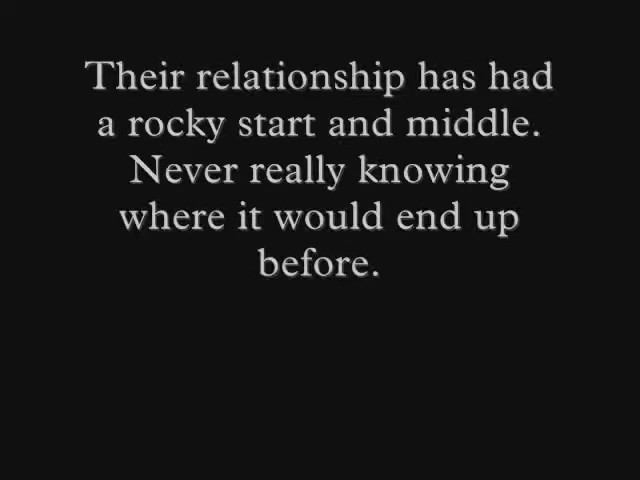 Their relationship has had
a rocky start and middle.
Never really knowing
where it would end up
before.